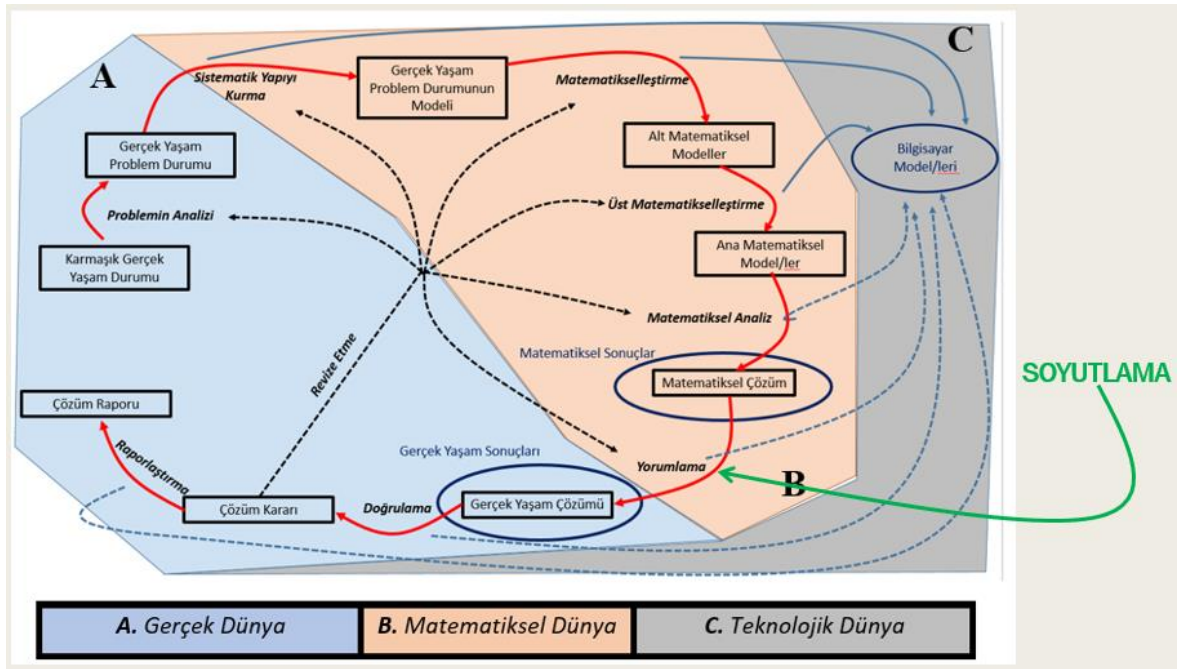 A
C
Sistematik Yapıyı
Kurma
Gerçek Yaşam
Problem Durumunun
Modeli
Matematikselleştirme
Gerçek Yaşam
Problem Durumu
Alt Matematiksel
Modeller
Bilgisayar
Model/leri
Problemin Analizi
Üst Matematikselleştirme
Karmaşık Gerçek
Yaşam Durumu
Ana Matematiksel
Model/ler
Matematiksel Analiz
Revize Etme
Matematiksel Sonuçlar
Matematiksel Çözüm
SOYUTLAMA
Çözüm Raporu
Raporlaştırma
Gerçek Yaşam Sonuçları
Yorumlama
B
Çözüm Kararı
Doğrulama
Gerçek Yaşam Çözümü
A. Gerçek Dünya
B. Matematiksel Dünya
C. Teknolojik Dünya